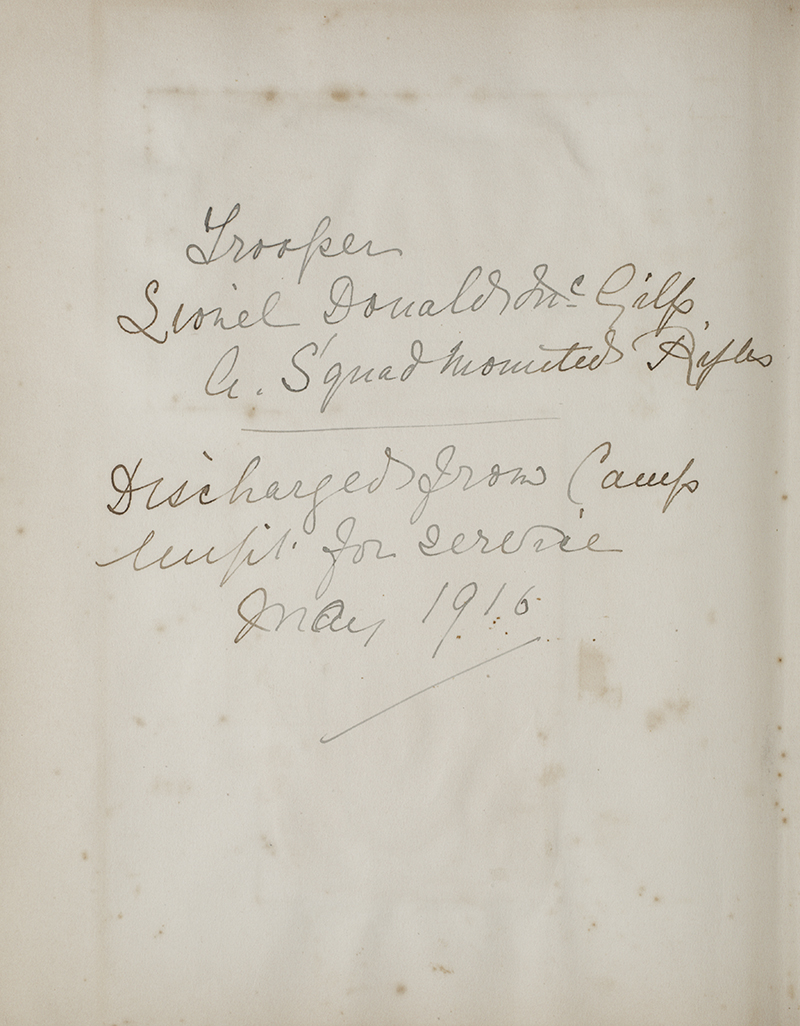 Trooper
Lionel Donald McGilp
A. Squad Mounted Rifles
Discharged from Camp
unfit for service
May 1916